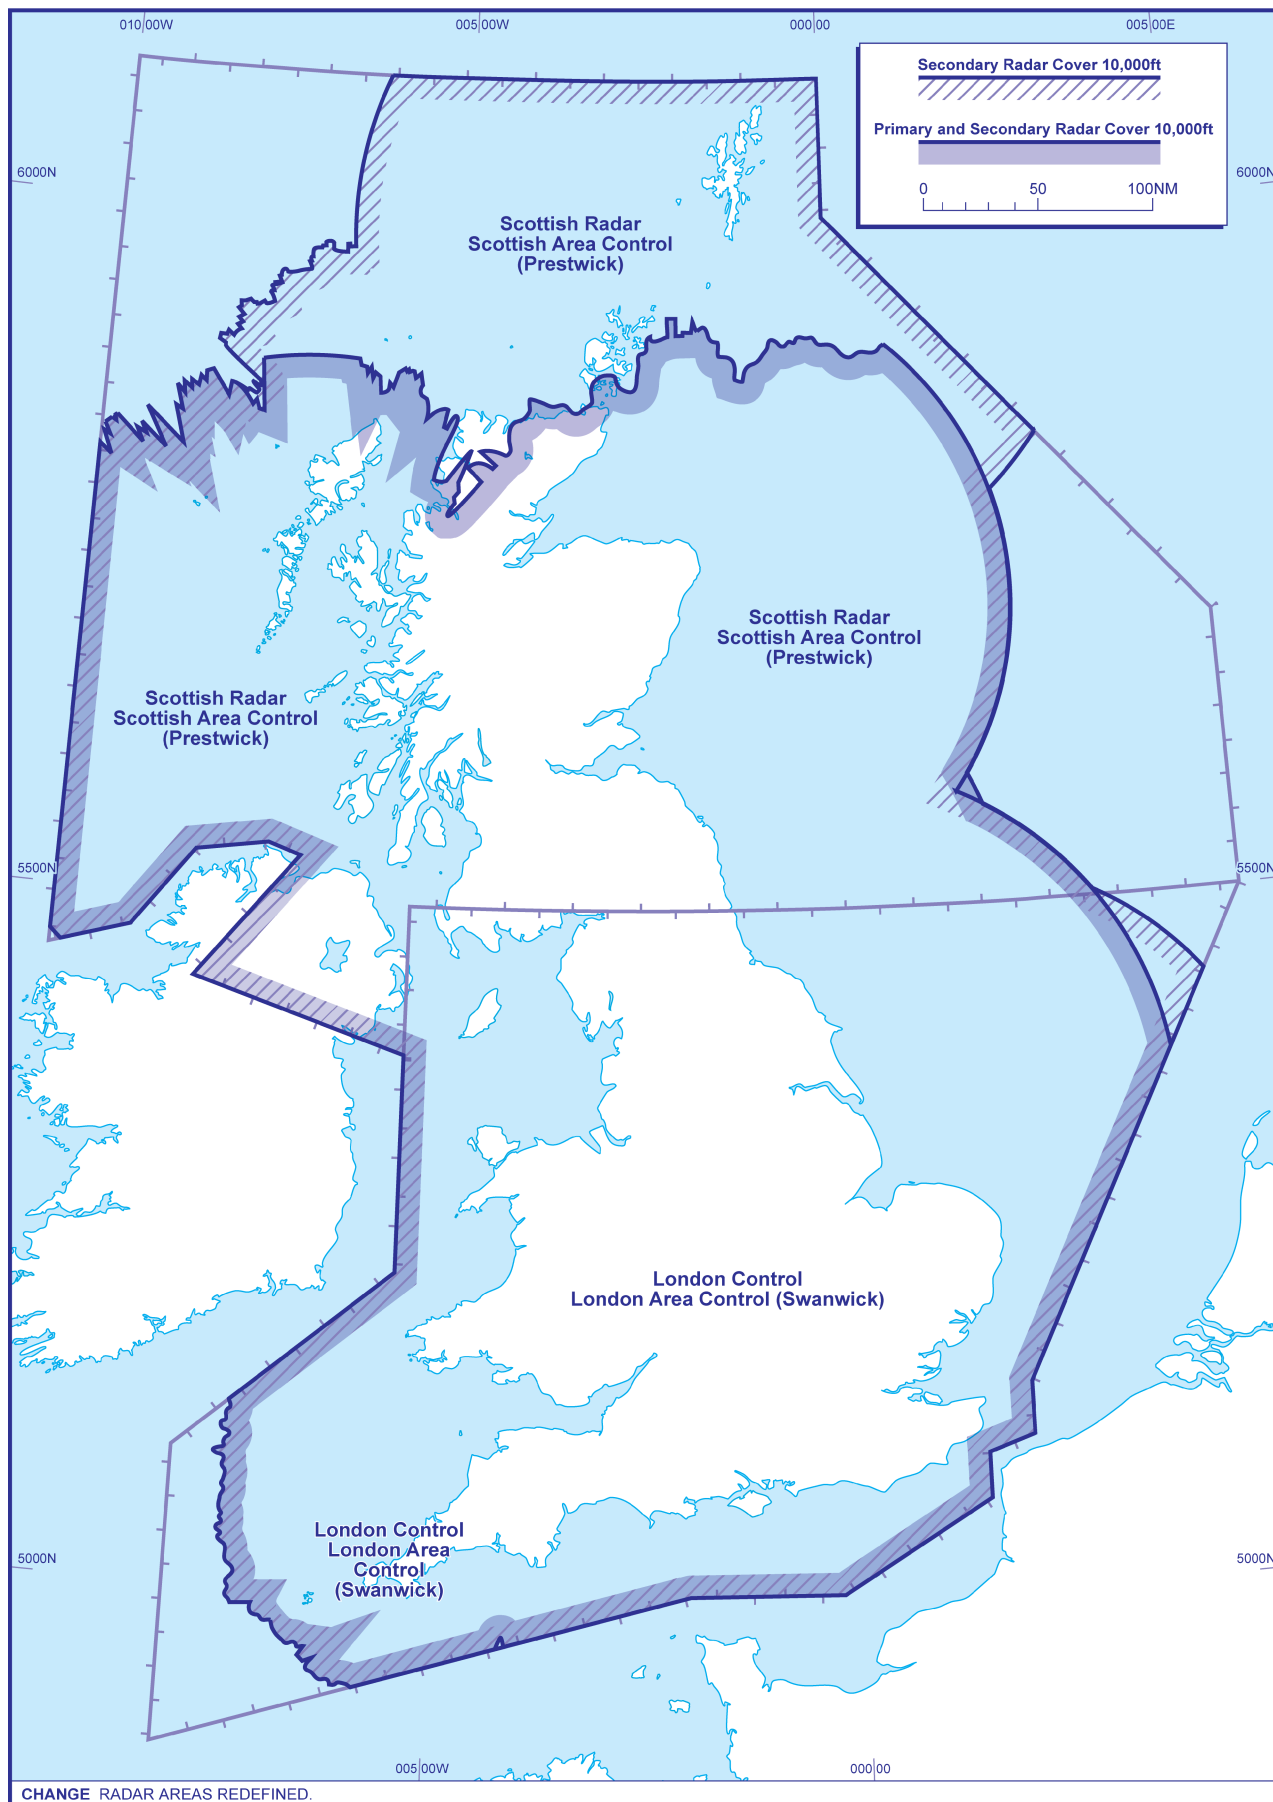 010 00W
005 00W
000 00
005 00E
Secondary Radar Cover 10,000ft
Primary and Secondary Radar Cover 10,000ft
0 50 100NM
6000N
6000N
Scottish Radar
Scottish Area Control
(Prestwick)
Scottish Radar
Scottish Area Control
(Prestwick)
Scottish Radar
Scottish Area Control
(Prestwick)
5500N
5500N
London Control
London Area Control (Swanwick)
London Control
London Area
Control
(Swanwick)
5000N
5000N
005 00W
000 00
CHANGE RADAR AREAS REDEFINED.